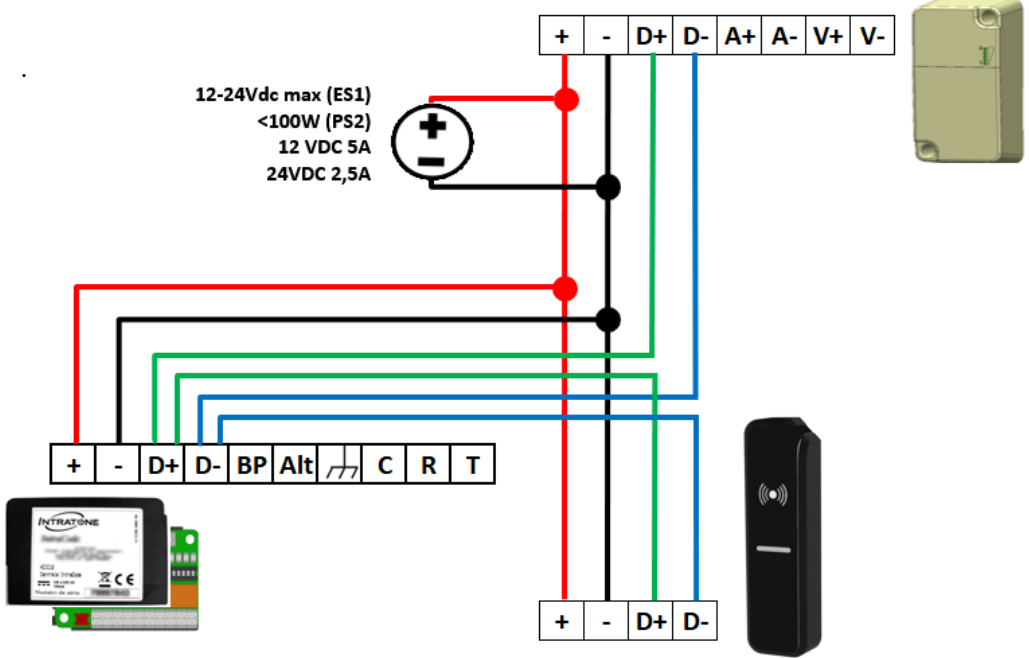 + - D+ D- A+ A- V+ V-
12-24Vdc max (ES1)
<100W (PS2)
12 VDC 5A
24VDC 2,5A
+
-
+ - D+ D- BP Alt C R T
INTRATONE
CE
+ - D+ D-